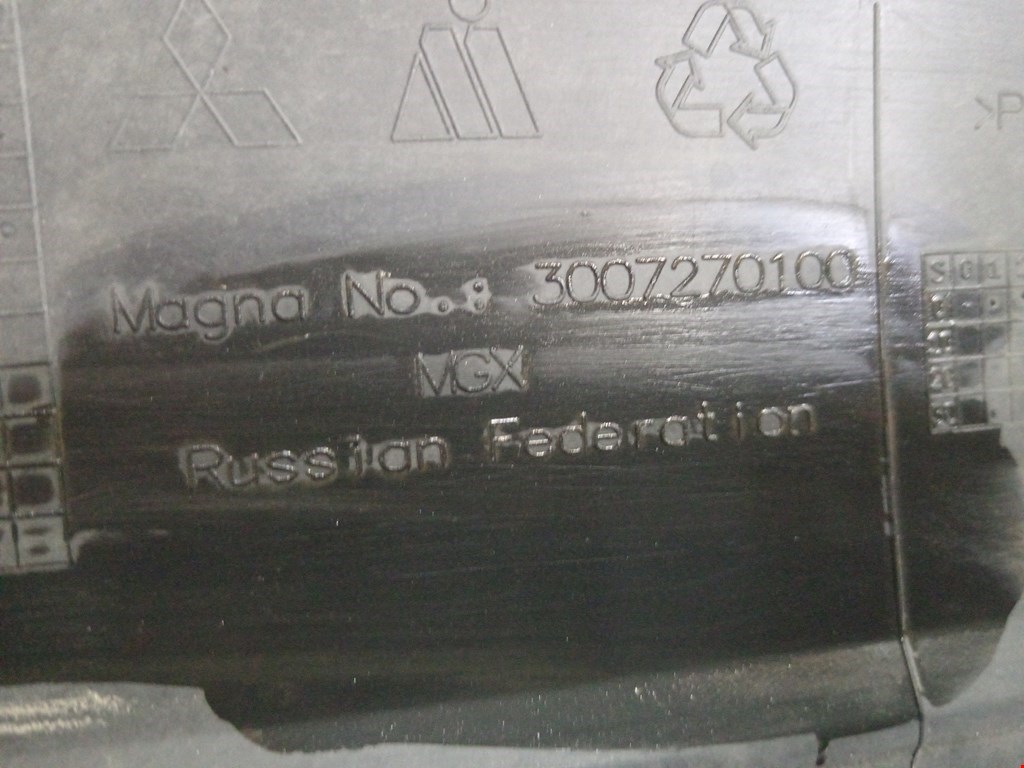 >P
Magna No.: 3007270100
MGX
Russian Federation